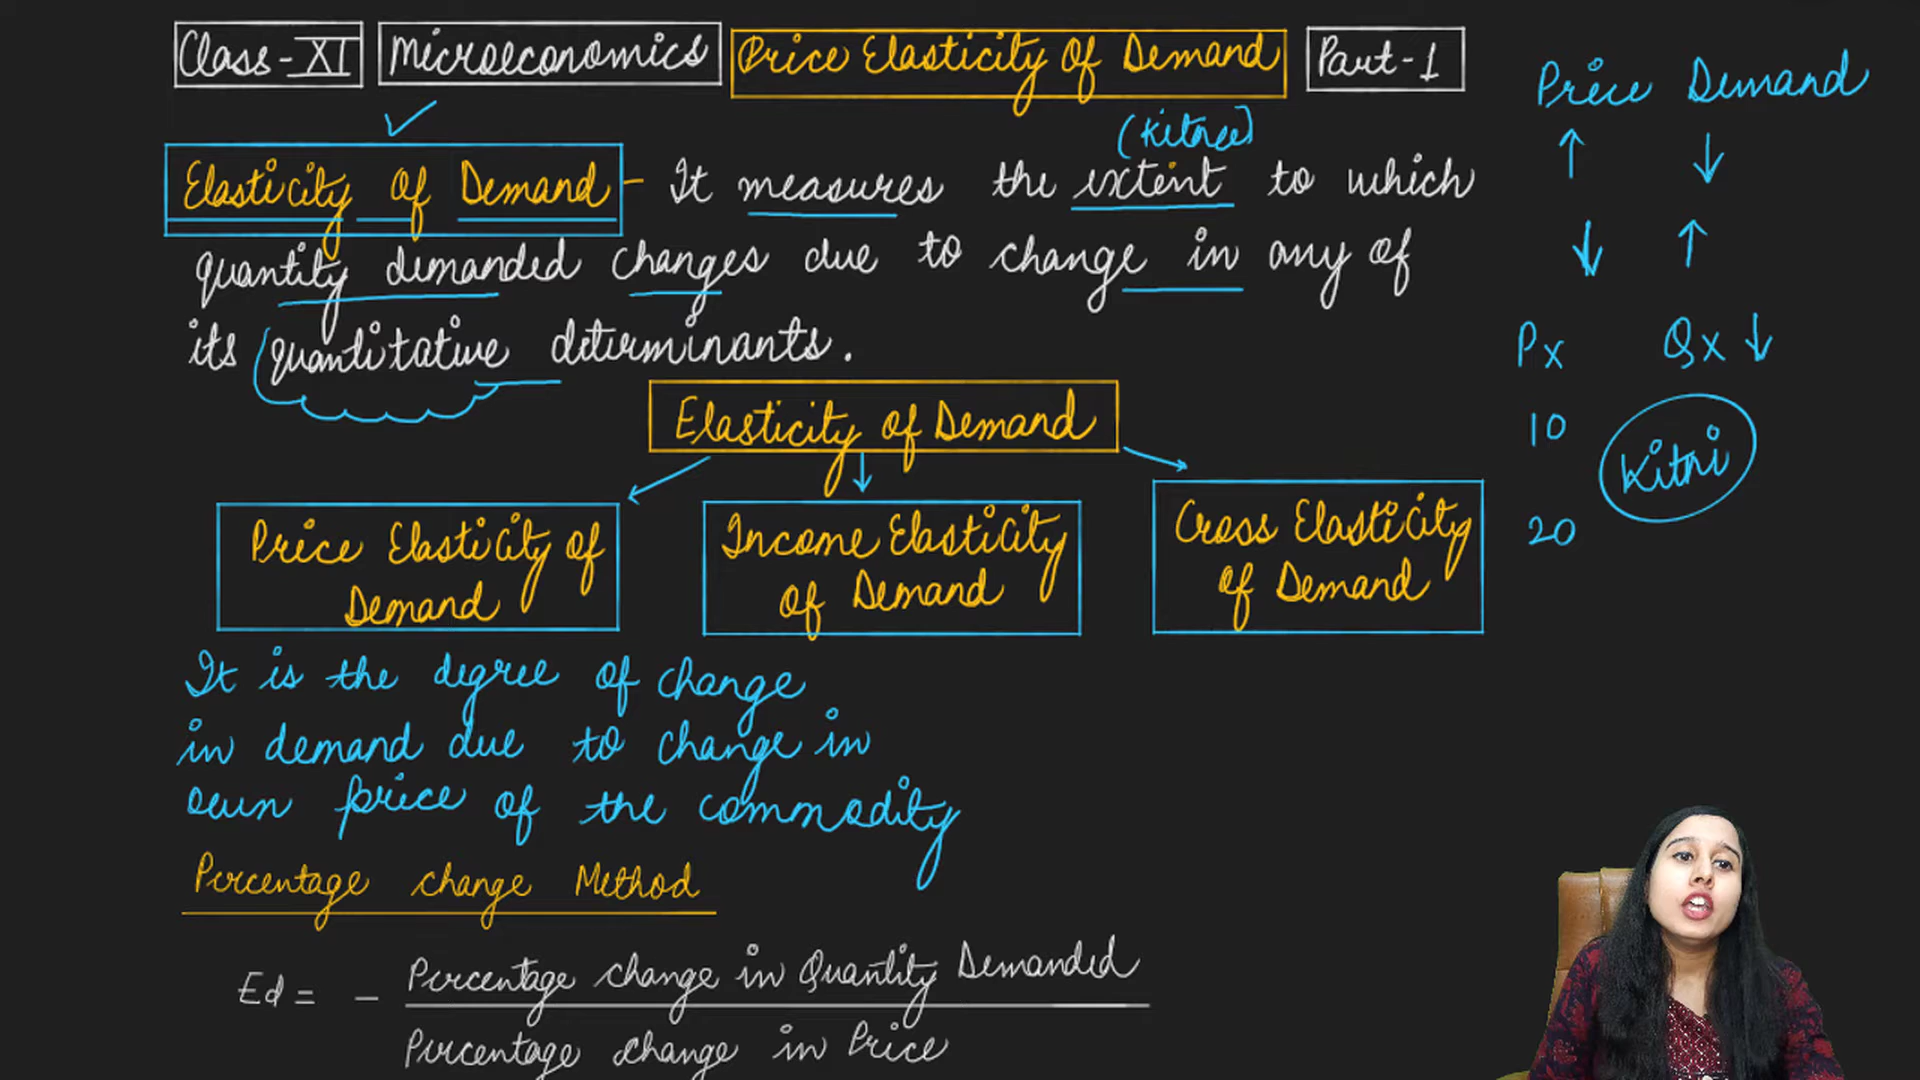 Class-XI Microeconomics Price Elasticity Of Demand Part-1
(kitnee)
Elasticity Of Demand - It measures the extent to which
quantity demanded changes due to change in any of
its quantitative determinants.
Elasticity of Demand
Price Elasticity of
Demand
Income Elasticity
of Demand
Cross Elasticity
of Demand
It is the degree of change
in demand due to change in
own price of the commodity
Percentage change Method
Ed = - Percentage change in Quantity Demanded
Percentage change in Price
Price Demand
↑ ↓
↓ ↑
Px Qx ↓
10
Kitni
20